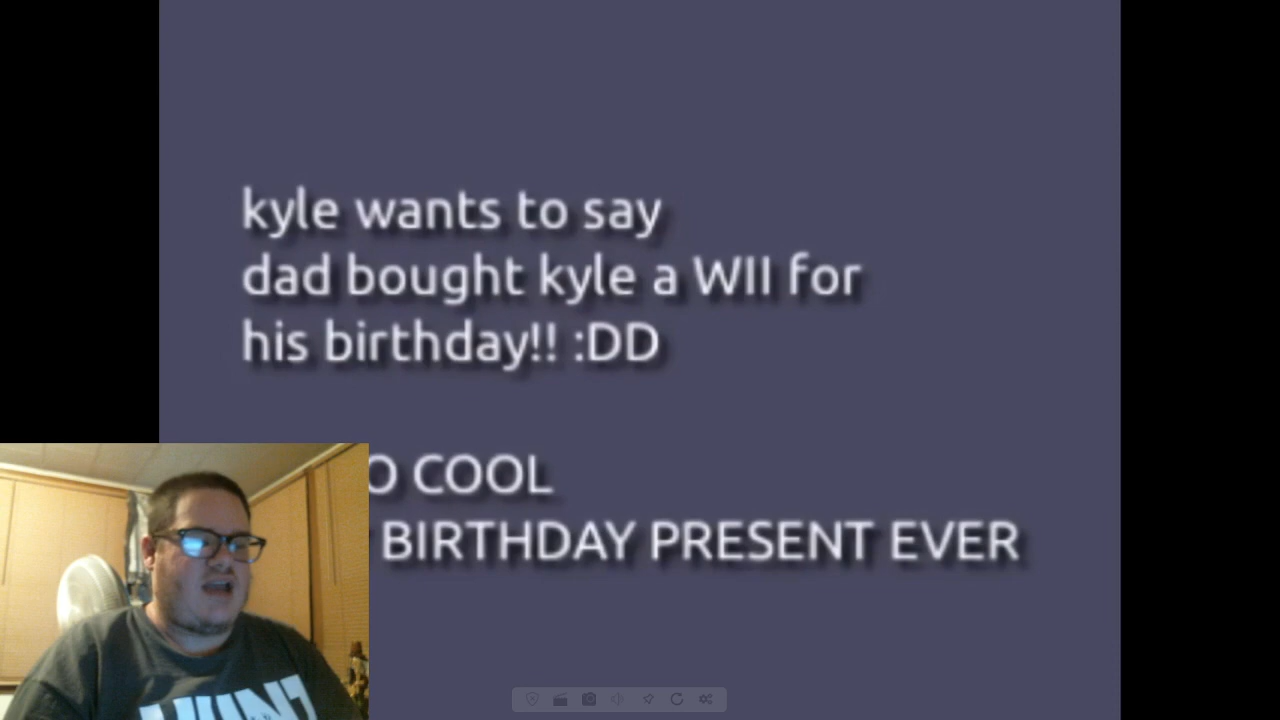 kyle wants to say
dad bought kyle a WII for
his birthday!! :DD
O COOL
BIRTHDAY PRESENT EVER